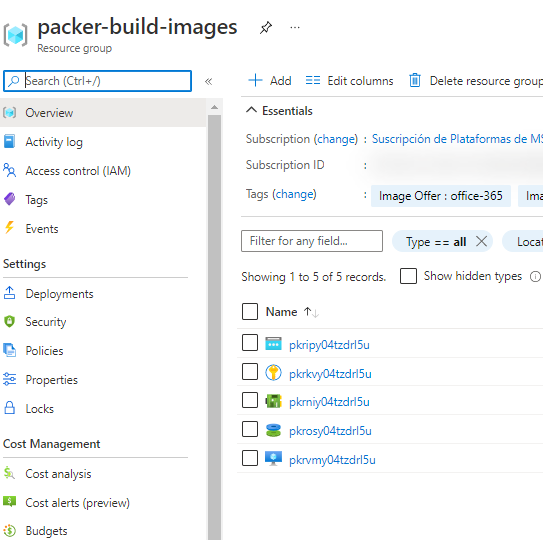 packer-build-images
Resource group
Search (Ctrl+/)
Overview
Activity log
Access control (IAM)
Tags
Events
Settings
Deployments
Security
Policies
Properties
Locks
Cost Management
Cost analysis
Cost alerts (preview)
Budgets
Add Edit columns Delete resource group
Essentials
Subscription (change) : Suscripción de Plataformas de MS
Subscription ID :
Tags (change) : Image Offer : office-365 Ima
Filter for any field... Type == all Locat
Showing 1 to 5 of 5 records. Show hidden types
Name
pkripy04tzdrl5u
pkrkvy04tzdrl5u
pkrniy04tzdrl5u
pkrosy04tzdrl5u
pkrvmy04tzdrl5u